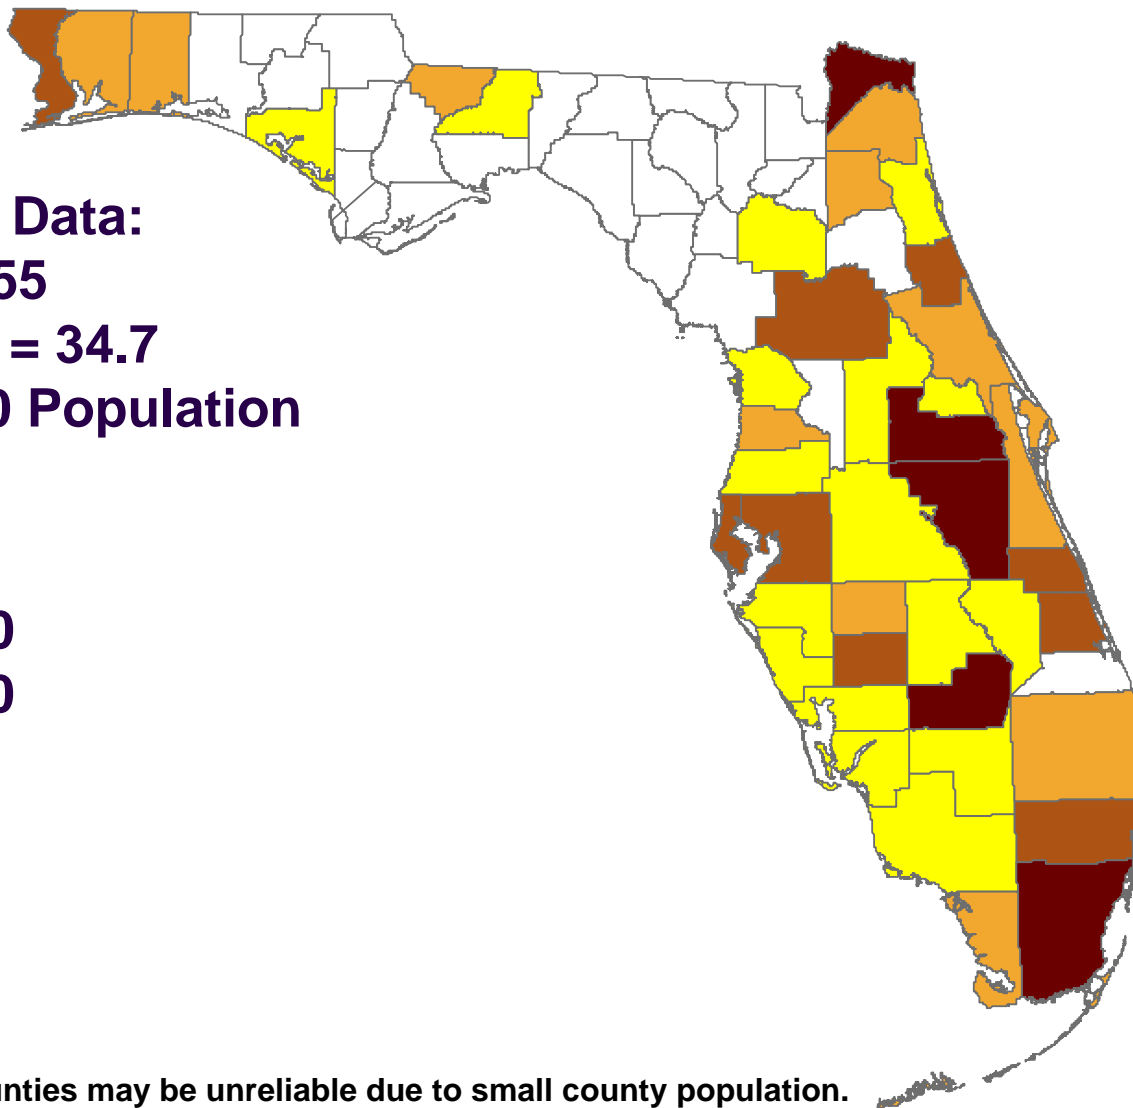 Data:
55
= 34.7
0 Population
0
0
unties may be unreliable due to small county population.